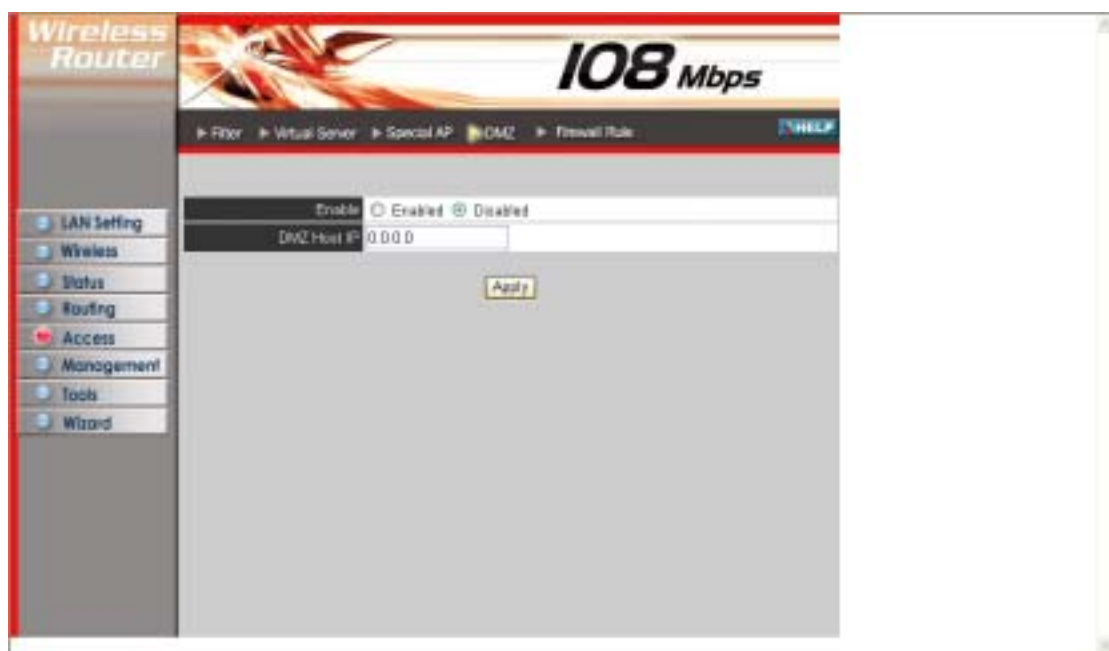 Wireless
Router
108 Mbps
Filter Virtual Server Special AP DMZ Firewall Rule HELP
Enable Enabled Disabled
DMZ Host IP 0.0.0.0
Apply
LAN Setting
Wireless
Status
Routing
Access
Management
Tools
Wizard